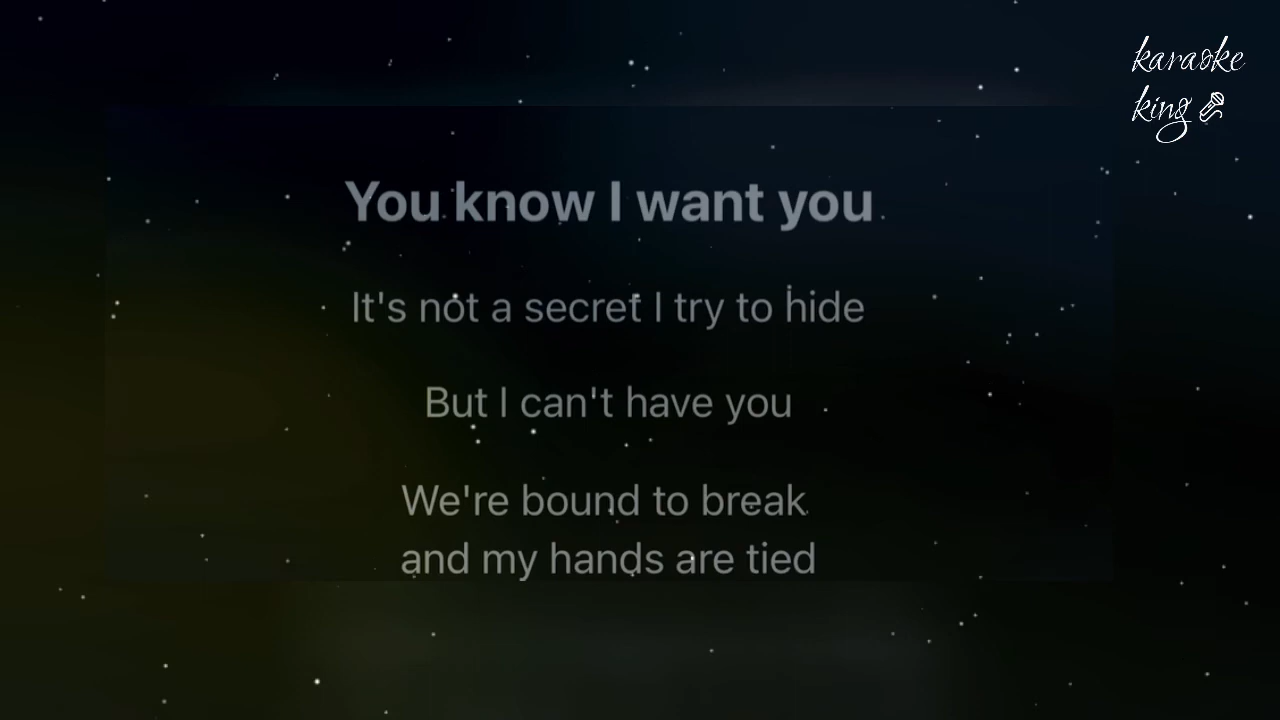 karaoke
king
You know I want you
It's not a secret I try to hide
But I can't have you
We're bound to break
and my hands are tied